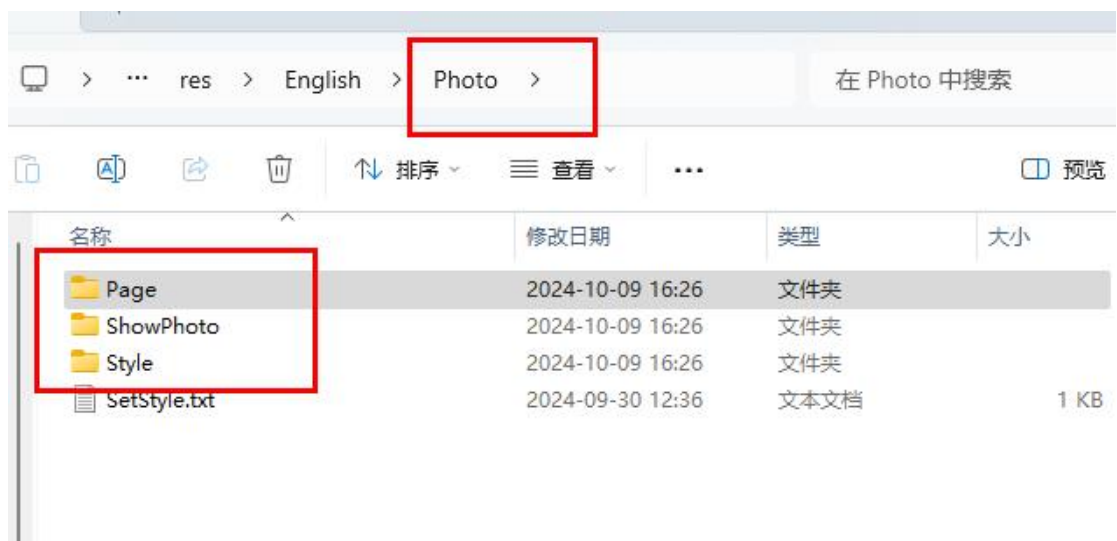 … res > English > Photo > 在 Photo 中搜索
排序 查看 … 预览
名称 修改日期 类型 大小
Page 2024-10-09 16:26 文件夹
ShowPhoto 2024-10-09 16:26 文件夹
Style 2024-10-09 16:26 文件夹
SetStyle.txt 2024-09-30 12:36 文本文档 1 KB